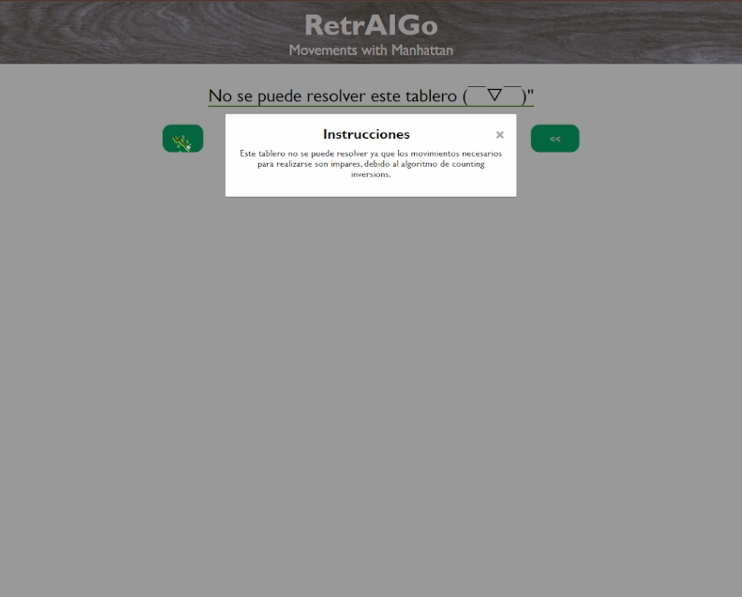 RetrAIGo
Movements with Manhattan
No se puede resolver este tablero (￣▽￣)"
Instrucciones
×
Este tablero no se puede resolver ya que los movimientos necesarios
para realizarse son impares, debido al algoritmo de counting
inversions.
<<